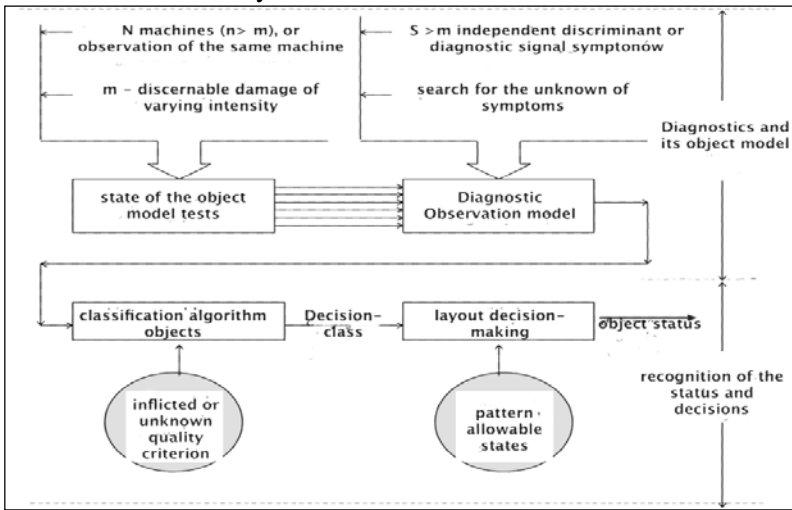 N machines (n> m), or
observation of the same machine
S >m independent discriminant or
diagnostic signal symptonów
m - discernable damage of
varying intensity
search for the unknown of
symptoms
Diagnostics and
its object model
state of the object
model tests
Diagnostic
Observation model
classification algorithm
objects
Decision-
class
layout decision-
making
object status
recognition of the
status and
decisions
inflicted or
unknown
quality
criterion
pattern
allowable
states